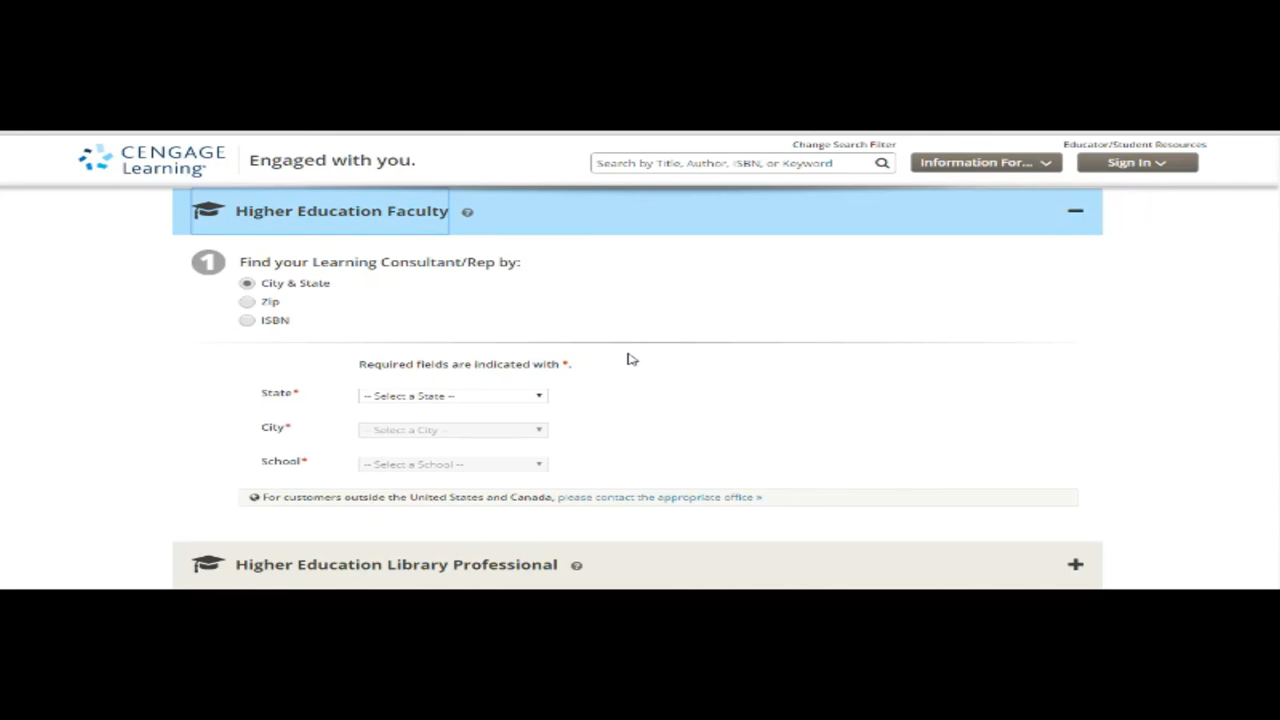 Change Search Filter
Educator/Student Resources
CENGAGE
Learning™
Engaged with you.
Search by Title, Author, ISBN, or Keyword
Information For...
Sign In
Higher Education Faculty ?
1 Find your Learning Consultant/Rep by:
City & State
Zip
ISBN
Required fields are indicated with *.
State* -- Select a State --
City* -- Select a City --
School* -- Select a School --
For customers outside the United States and Canada, please contact the appropriate office »
Higher Education Library Professional ?